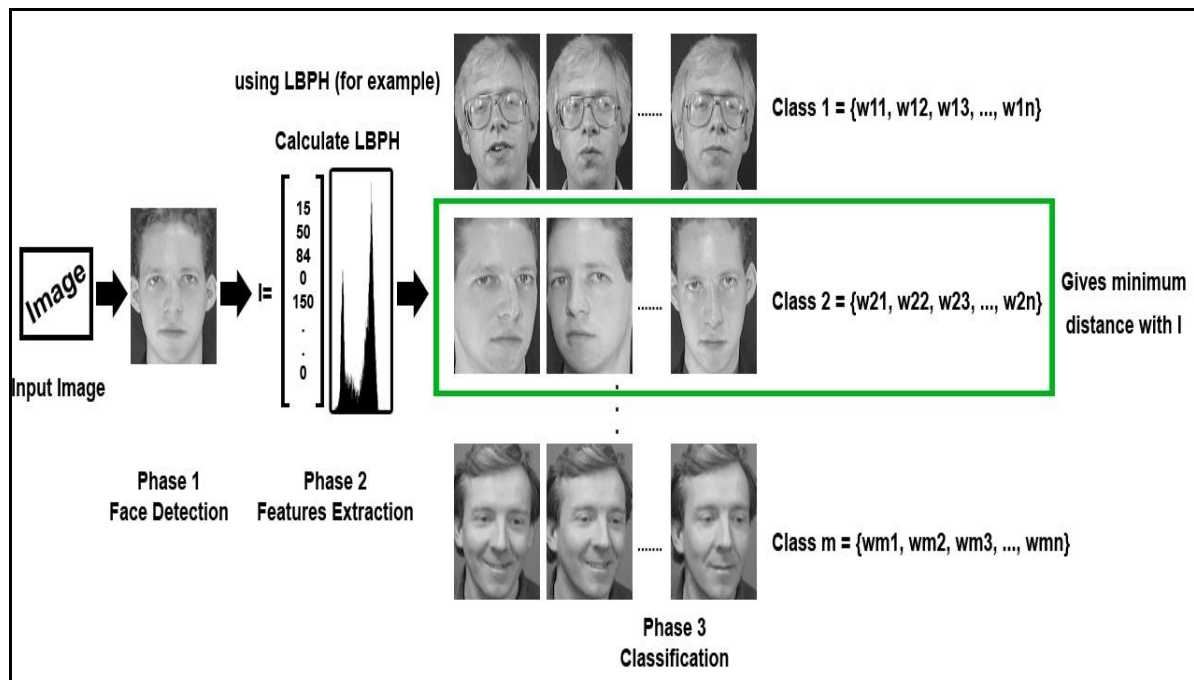 using LBPH (for example)
Calculate LBPH
Image
Input Image
Phase 1
Face Detection
I=
15
50
84
0
150
.
.
0
Phase 2
Features Extraction
.......
Class 1 = {w11, w12, w13, ..., w1n}
.......
Class 2 = {w21, w22, w23, ..., w2n}
Gives minimum
distance with I
.
.
.
.......
Class m = {wm1, wm2, wm3, ..., wmn}
Phase 3
Classification